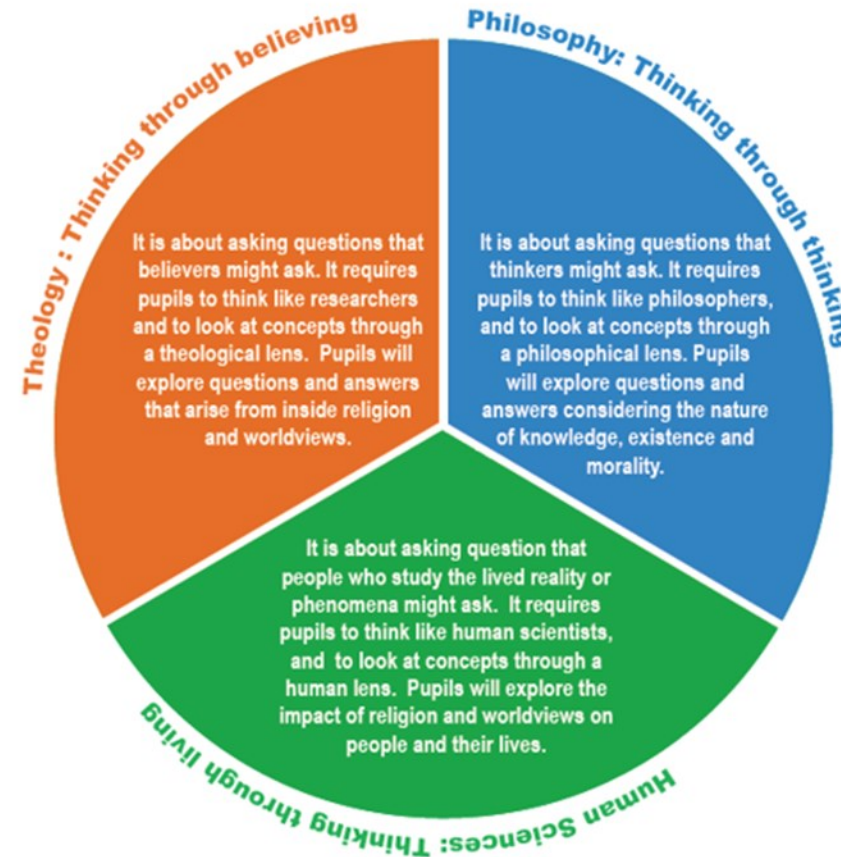 Theology : Thinking through believing
It is about asking questions that
believers might ask. It requires
pupils to think like researchers
and to look at concepts through
a theological lens. Pupils will
explore questions and answers
that arise from inside religion
and worldviews.
Philosophy: Thinking through thinking
It is about asking questions that
thinkers might ask. It requires
pupils to think like philosophers,
and to look at concepts through
a philosophical lens. Pupils
will explore questions and
answers considering the nature
of knowledge, existence and
morality.
It is about asking question that
people who study the lived reality or
phenomena might ask. It requires
pupils to think like human scientists,
and to look at concepts through a
human lens. Pupils will explore the
impact of religion and worldviews on
people and their lives.
Human Sciences: Thinking through living